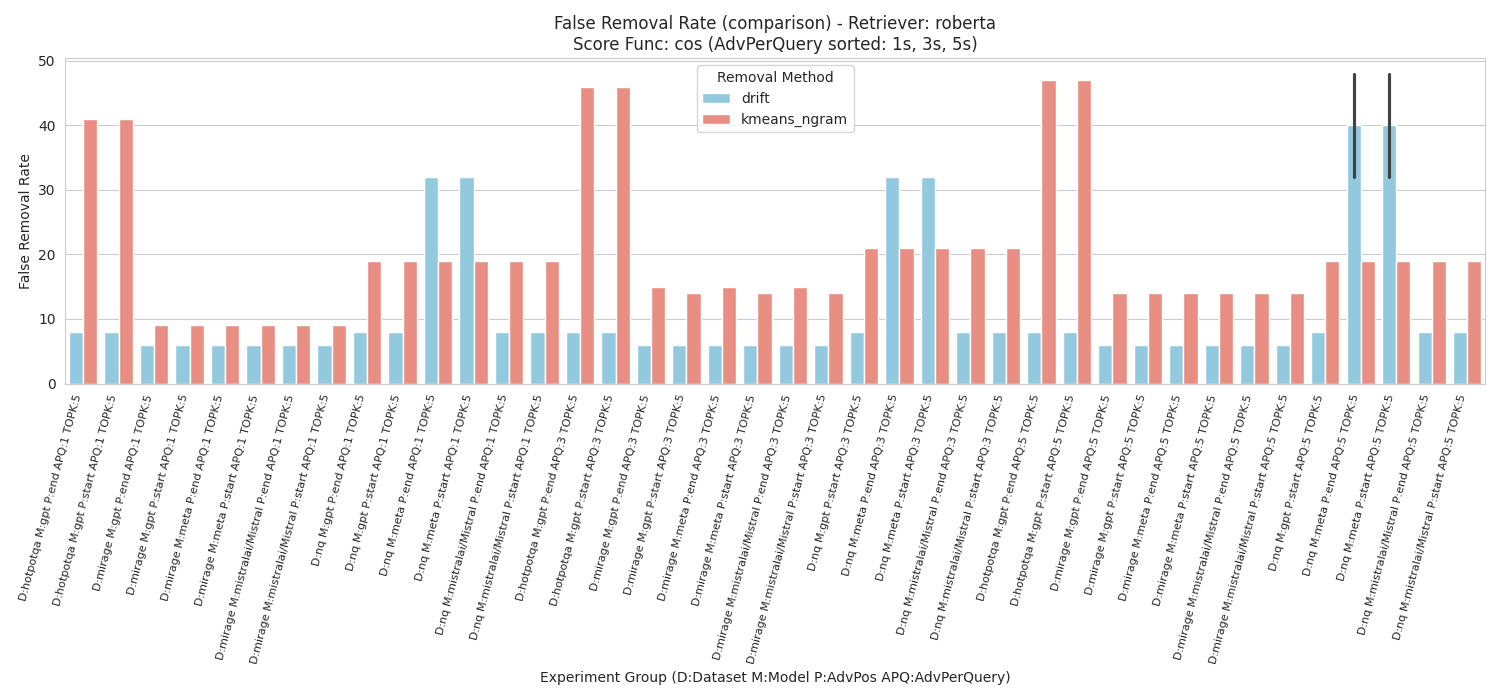 False Removal Rate (comparison) - Retriever: roberta
Score Func: cos (AdvPerQuery sorted: 1s, 3s, 5s)
Removal Method
drift
kmeans_ngram
False Removal Rate
50
40
30
20
10
0
D:hotpotqa M:gpt P:end APQ:1 TOPK:5
D:hotpotqa M:gpt P:start APQ:1 TOPK:5
D:mirage M:gpt P:end APQ:1 TOPK:5
D:mirage M:gpt P:start APQ:1 TOPK:5
D:mirage M:meta P:end APQ:1 TOPK:5
D:mirage M:meta P:start APQ:1 TOPK:5
D:mirage M:mistralai/Mistral P:end APQ:1 TOPK:5
D:mirage M:mistralai/Mistral P:start APQ:1 TOPK:5
D:nq M:gpt P:end APQ:1 TOPK:5
D:nq M:gpt P:start APQ:1 TOPK:5
D:nq M:meta P:end APQ:1 TOPK:5
D:nq M:meta P:start APQ:1 TOPK:5
D:nq M:mistralai/Mistral P:end APQ:1 TOPK:5
D:nq M:mistralai/Mistral P:start APQ:1 TOPK:5
D:hotpotqa M:gpt P:end APQ:3 TOPK:5
D:hotpotqa M:gpt P:start APQ:3 TOPK:5
D:mirage M:gpt P:end APQ:3 TOPK:5
D:mirage M:gpt P:start APQ:3 TOPK:5
D:mirage M:meta P:end APQ:3 TOPK:5
D:mirage M:meta P:start APQ:3 TOPK:5
D:mirage M:mistralai/Mistral P:end APQ:3 TOPK:5
D:mirage M:mistralai/Mistral P:start APQ:3 TOPK:5
D:nq M:gpt P:start APQ:3 TOPK:5
D:nq M:meta P:end APQ:3 TOPK:5
D:nq M:meta P:start APQ:3 TOPK:5
D:nq M:mistralai/Mistral P:end APQ:3 TOPK:5
D:nq M:mistralai/Mistral P:start APQ:3 TOPK:5
D:hotpotqa M:gpt P:end APQ:5 TOPK:5
D:hotpotqa M:gpt P:start APQ:5 TOPK:5
D:mirage M:gpt P:end APQ:5 TOPK:5
D:mirage M:gpt P:start APQ:5 TOPK:5
D:mirage M:meta P:end APQ:5 TOPK:5
D:mirage M:meta P:start APQ:5 TOPK:5
D:mirage M:mistralai/Mistral P:end APQ:5 TOPK:5
D:mirage M:mistralai/Mistral P:start APQ:5 TOPK:5
D:nq M:gpt P:start APQ:5 TOPK:5
D:nq M:meta P:end APQ:5 TOPK:5
D:nq M:meta P:start APQ:5 TOPK:5
D:nq M:mistralai/Mistral P:end APQ:5 TOPK:5
D:nq M:mistralai/Mistral P:start APQ:5 TOPK:5
Experiment Group (D:Dataset M:Model P:AdvPos APQ:AdvPerQuery)